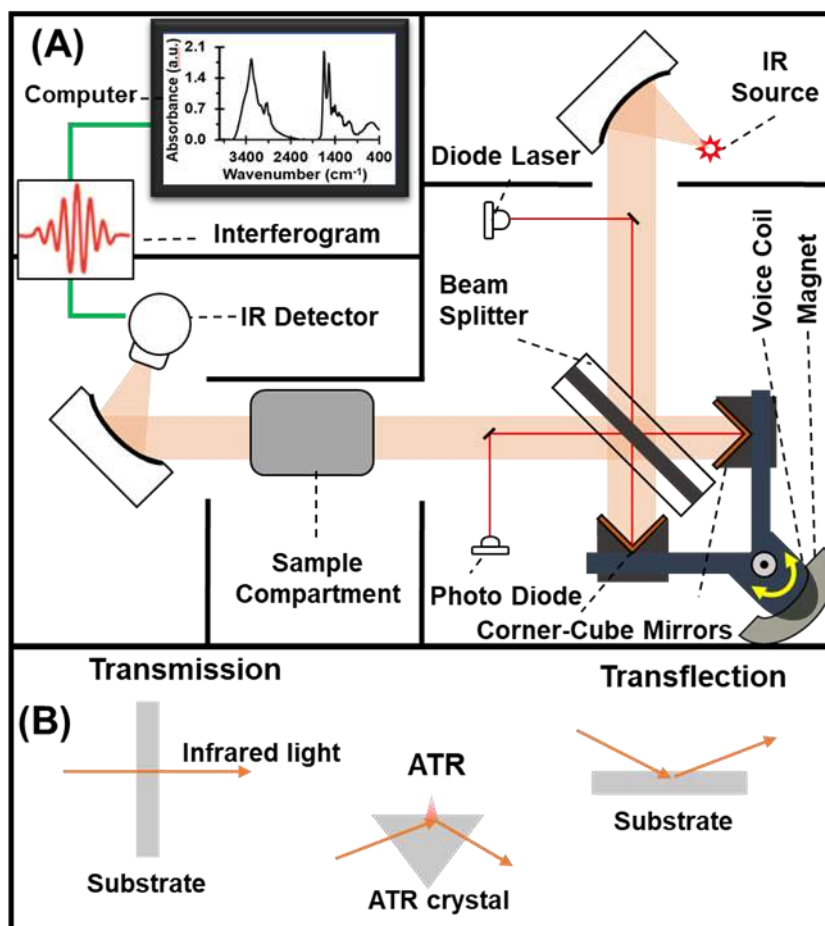 (A)
Computer
Absorbance (a.u.)
2.1
1.4
0.7
0.0
3400 2400 1400 400
Wavenumber (cm⁻¹)
Interferogram
IR Detector
Sample
Compartment
IR
Source
Diode Laser
Beam
Splitter
Voice Coil
Magnet
Photo Diode
Corner-Cube Mirrors
(B)
Transmission
Infrared light
Substrate
ATR
ATR crystal
Transflection
Substrate